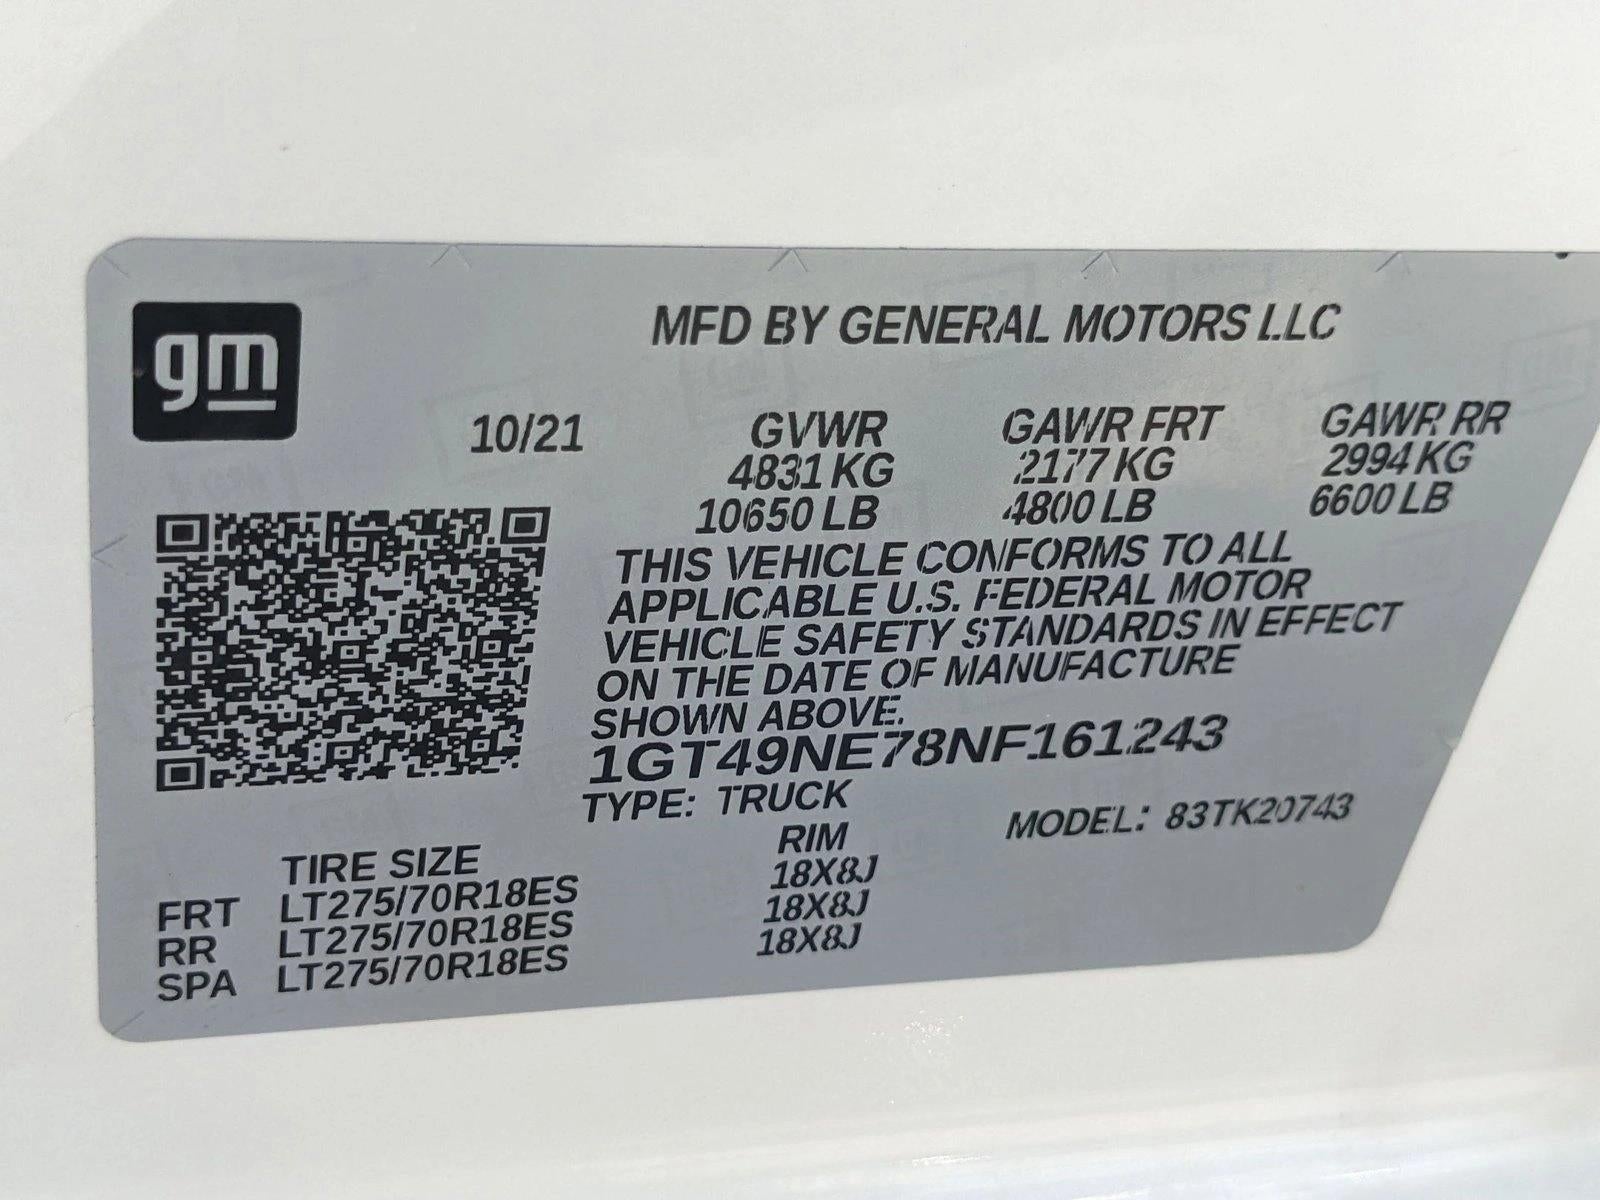 gm
MFD BY GENERAL MOTORS LLC
10/21 GVWR GAWR FRT GAWR RR
4831 KG 2177 KG 2994 KG
10650 LB 4800 LB 6600 LB
THIS VEHICLE CONFORMS TO ALL
APPLICABLE U.S. FEDERAL MOTOR
VEHICLE SAFETY STANDARDS IN EFFECT
ON THE DATE OF MANUFACTURE
SHOWN ABOVE.
1GT49NE78NF161243
TYPE: TRUCK MODEL: 83TK20743
TIRE SIZE RIM
FRT LT275/70R18ES 18X8J
RR LT275/70R18ES 18X8J
SPA LT275/70R18ES 18X8J